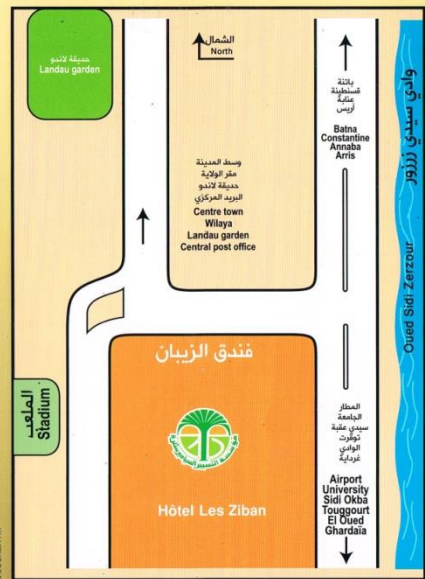 حديقة لاندو
Landau garden
الشمال
North
باتنة
قسنطينة
عنابة
أريس
Batna
Constantine
Annaba
Arris
وادي سيدي زرزور
Oued Sidi Zerzour
وسط المدينة
مقر الولاية
حديقة لاندو
البريد المركزي
Centre town
Wilaya
Landau garden
Central post office
فندق الزيبان
Hôtel Les Ziban
الملعب
Stadium
المطار
الجامعة
سيدي عقبة
توقرت
الوادي
غرداية
Airport
University
Sidi Okba
Touggourt
El Oued
Ghardaïa